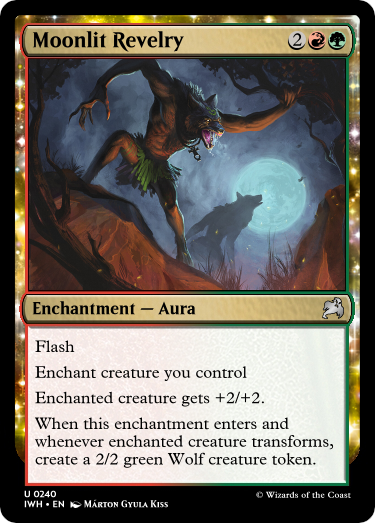 Moonlit Revelry 2
Enchantment — Aura
Flash
Enchant creature you control
Enchanted creature gets +2/+2.
When this enchantment enters and
whenever enchanted creature transforms,
create a 2/2 green Wolf creature token.
U 0240
IWH • EN Márton Gyula Kiss
© Wizards of the Coast